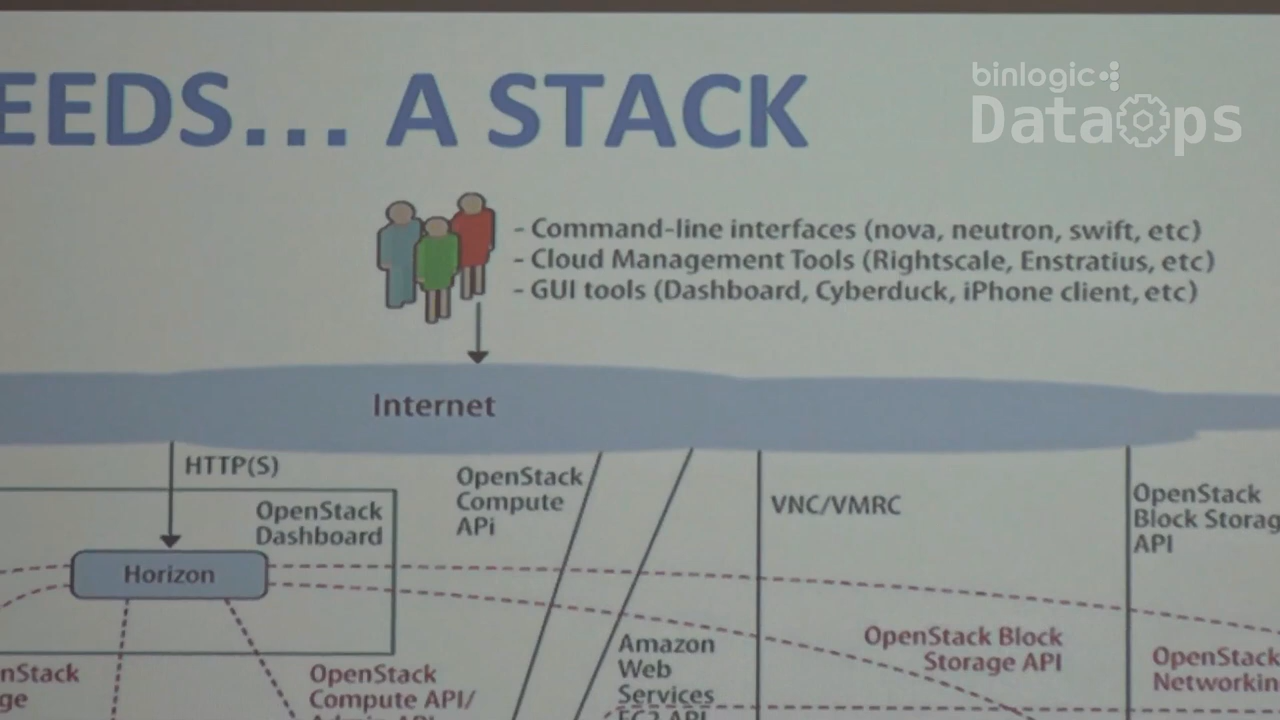 EEDS... A STACK
binlogic
DataOps
- Command-line interfaces (nova, neutron, swift, etc)
- Cloud Management Tools (Rightscale, Enstratius, etc)
- GUI tools (Dashboard, Cyberduck, iPhone client, etc)
Internet
HTTP(S)
OpenStack
Dashboard
Horizon
OpenStack
Compute
APi
VNC/VMRC
OpenStack
Block Storag
API
nStack
ge
OpenStack
Compute API/
Amazon
Web
Services
EC2 API
OpenStack Block
Storage API
OpenStack
Networkin